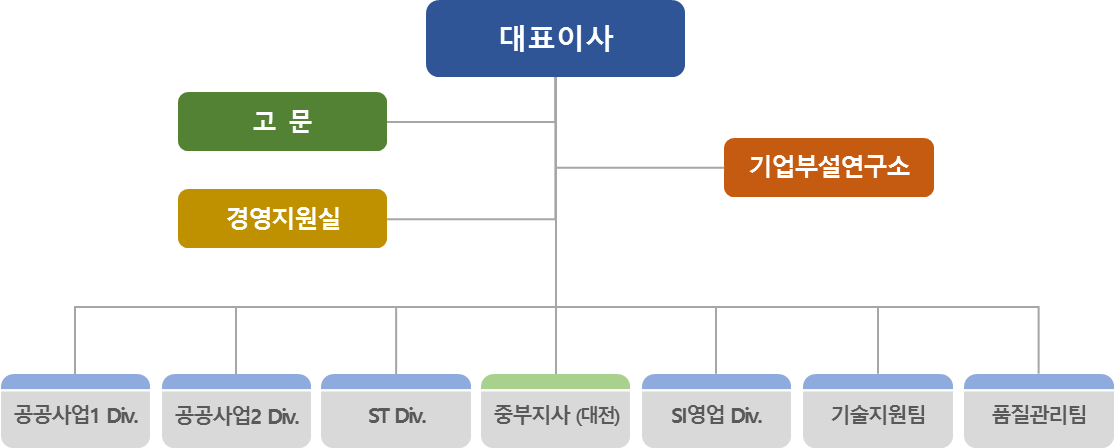 대표이사
고 문
기업부설연구소
경영지원실
공공사업1 Div.
공공사업2 Div.
ST Div.
중부지사 (대전)
SI영업 Div.
기술지원팀
품질관리팀